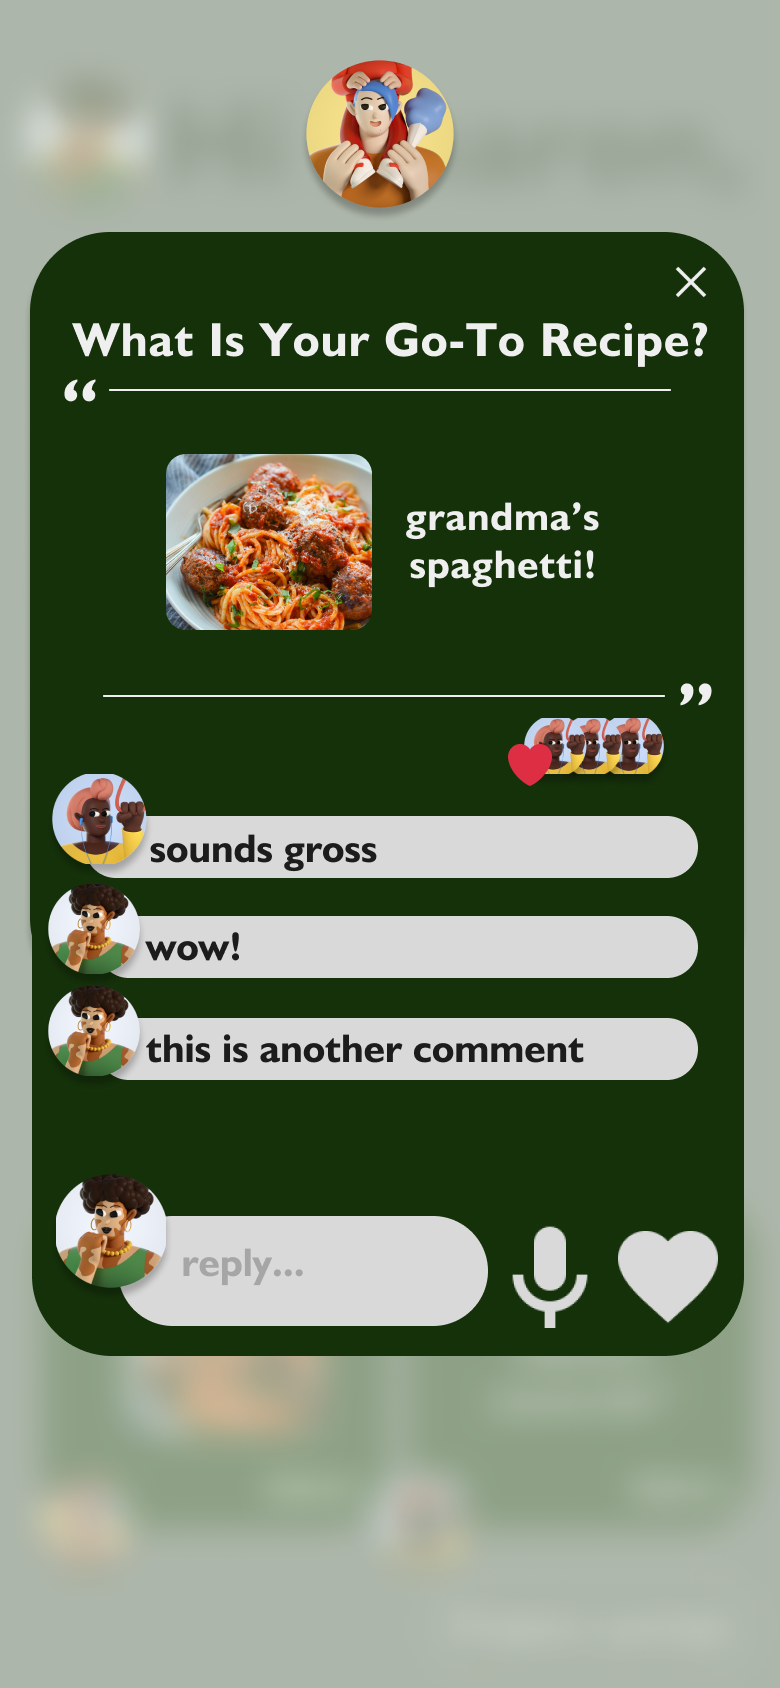 What Is Your Go-To Recipe?
“
grandma’s
spaghetti!
”
sounds gross
wow!
this is another comment
reply...